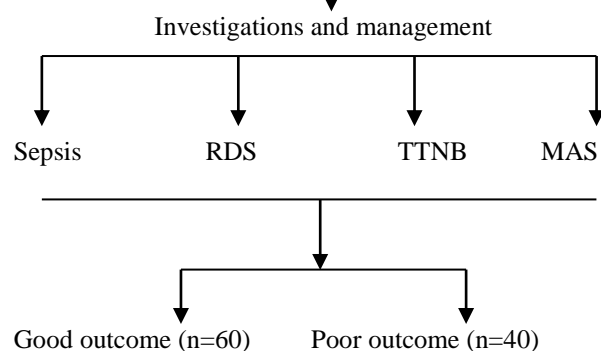 Investigations and management
Sepsis RDS TTNB MAS
Good outcome (n=60) Poor outcome (n=40)